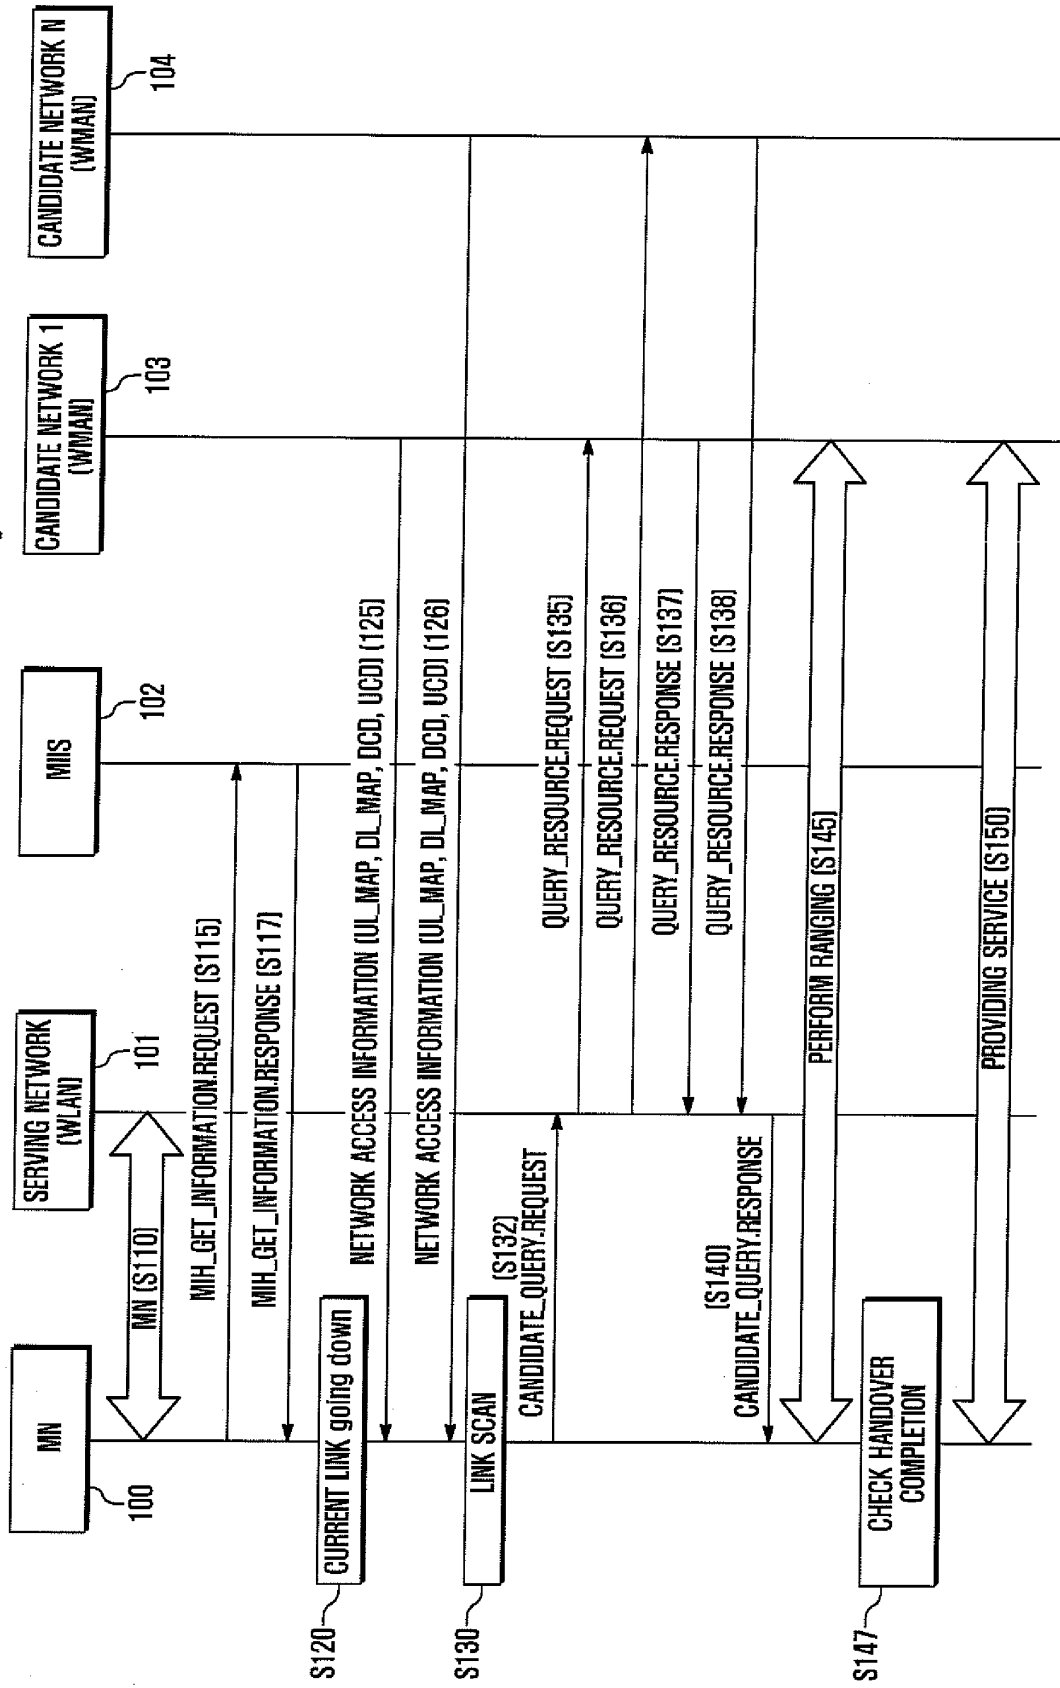 MN
100
SERVING NETWORK
(WLAN)
101
MIIS
102
CANDIDATE NETWORK 1
(WMAN)
103
CANDIDATE NETWORK N
(WMAN)
104
MN (S110)
MIH_GET_INFORMATION.REQUEST (S115)
MIH_GET_INFORMATION.RESPONSE (S117)
S120
CURRENT LINK going down
NETWORK ACCESS INFORMATION (UL_MAP, DL_MAP, DCD, UCD) (125)
NETWORK ACCESS INFORMATION (UL_MAP, DL_MAP, DCD, UCD) (126)
S130
LINK SCAN
(S132)
CANDIDATE_QUERY.REQUEST
QUERY_RESOURCE.REQUEST (S135)
QUERY_RESOURCE.REQUEST (S136)
QUERY_RESOURCE.RESPONSE (S137)
QUERY_RESOURCE.RESPONSE (S138)
(S140)
CANDIDATE_QUERY.RESPONSE
PERFORM RANGING (S145)
S147
CHECK HANDOVER
COMPLETION
PROVIDING SERVICE (S150)